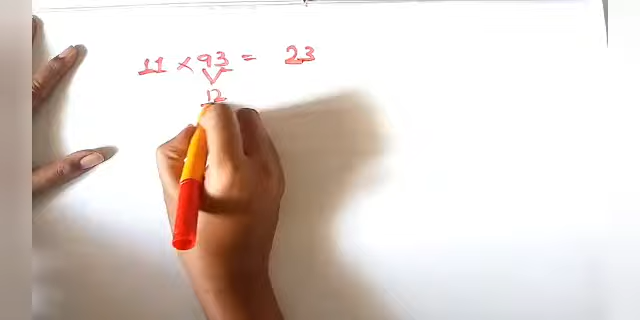 11 × 93 = 23
12